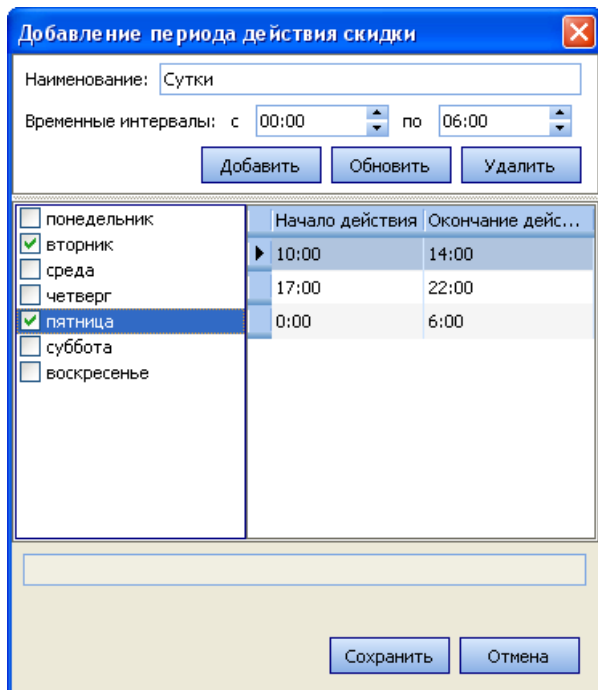 Добавление периода действия скидки
Наименование: Сутки
Временные интервалы: с 00:00 по 06:00
Добавить Обновить Удалить
понедельник
вторник
среда
четверг
пятница
суббота
воскресенье
Начало действия Окончание дейс...
10:00 14:00
17:00 22:00
0:00 6:00
Сохранить Отмена